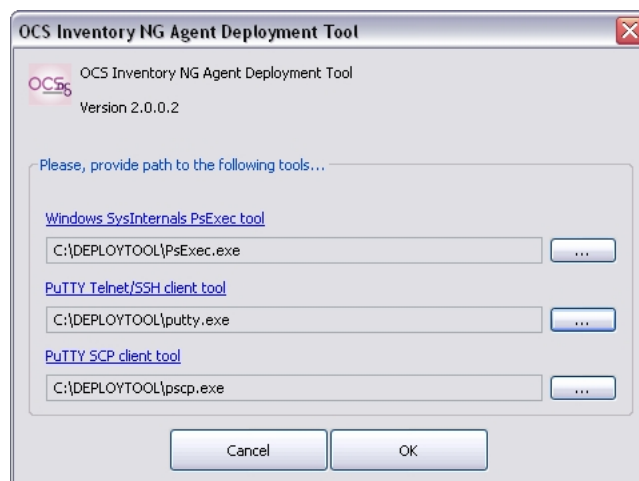 OCS Inventory NG Agent Deployment Tool
OCS Inventory NG Agent Deployment Tool
OCSNG
Version 2.0.0.2
Please, provide path to the following tools...
Windows SysInternals PsExec tool
C:\DEPLOYTOOL\PsExec.exe
...
PuTTY Telnet/SSH client tool
C:\DEPLOYTOOL\putty.exe
...
PuTTY SCP client tool
C:\DEPLOYTOOL\pscp.exe
...
Cancel
OK